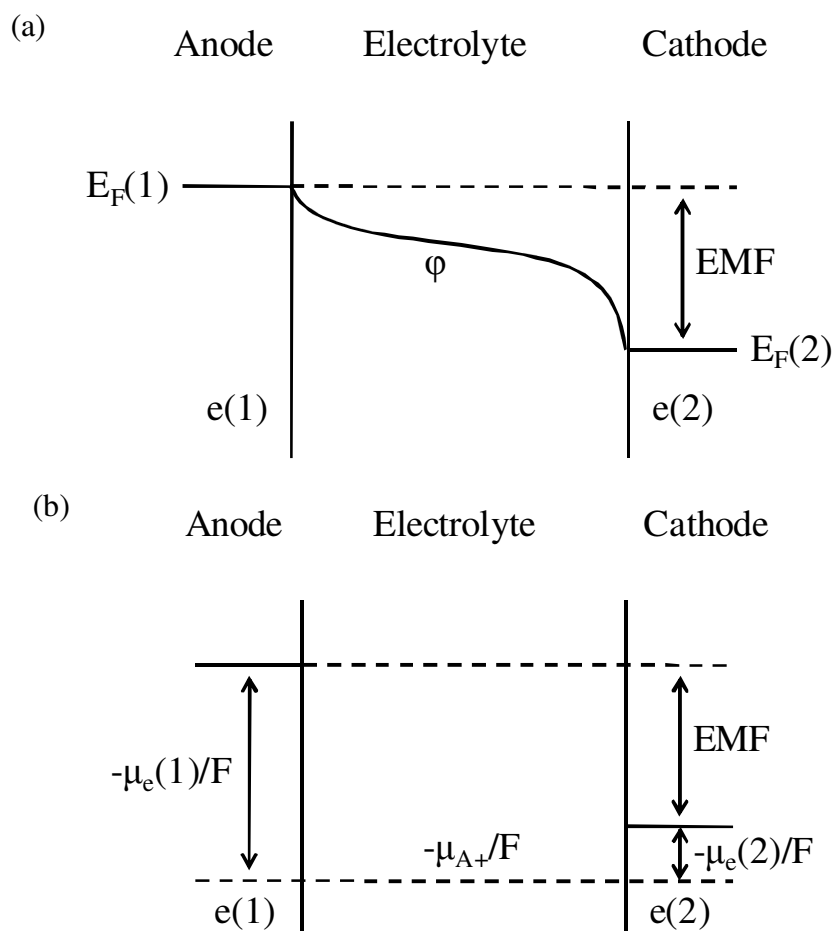 (a)
Anode Electrolyte Cathode
E_F(1)
EMF
φ
E_F(2)
e(1) e(2)
(b)
Anode Electrolyte Cathode
-μ_e(1)/F
EMF
-μ_{A+}/F
-μ_e(2)/F
e(1) e(2)